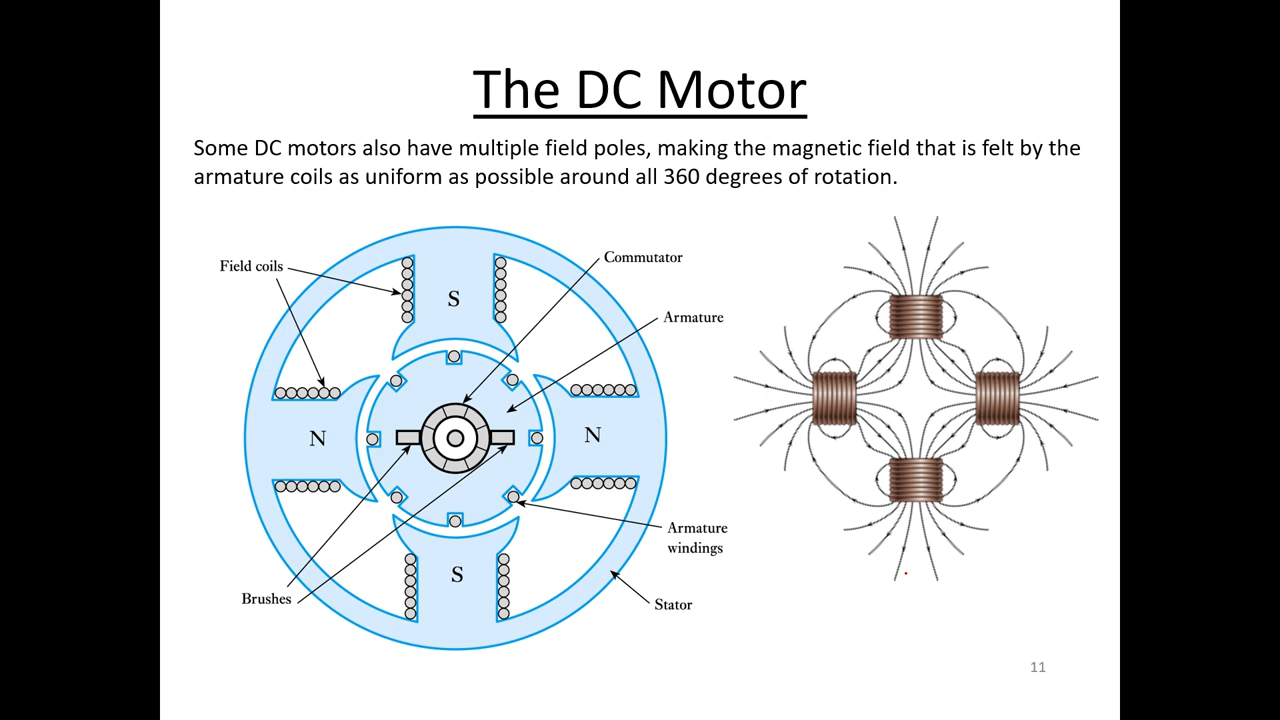 The DC Motor
Some DC motors also have multiple field poles, making the magnetic field that is felt by the
armature coils as uniform as possible around all 360 degrees of rotation.
Field coils
Commutator
S
Armature
N
N
Armature
windings
S
Brushes
Stator
11